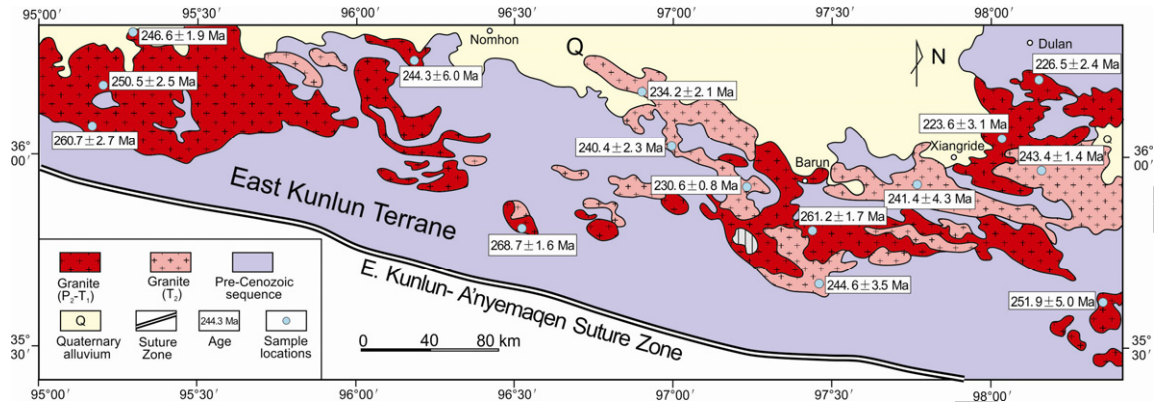 95°00′ 95°30′ 96°00′ 96°30′ 97°00′ 97°30′ 98°00′
246.6±1.9 Ma
Nomhon
Q
N
Dulan
250.5±2.5 Ma
244.3±6.0 Ma
226.5±2.4 Ma
234.2±2.1 Ma
260.7±2.7 Ma
223.6±3.1 Ma
240.4±2.3 Ma
Xiangride
243.4±1.4 Ma
36°
00′
36°
00′
Barun
230.6±0.8 Ma
241.4±4.3 Ma
East Kunlun Terrane
261.2±1.7 Ma
268.7±1.6 Ma
244.6±3.5 Ma
251.9±5.0 Ma
E. Kunlun- A'nyemaqen Suture Zone
Granite
(P₂-T₁)
Granite
(T₂)
Pre-Cenozoic
sequence
Q
244.3 Ma
Quaternary
alluvium
Suture
Zone
Age
Sample
locations
0 40 80 km
35°
30′
35°
30′
95°00′ 95°30′ 96°00′ 96°30′ 97°00′ 97°30′ 98°00′